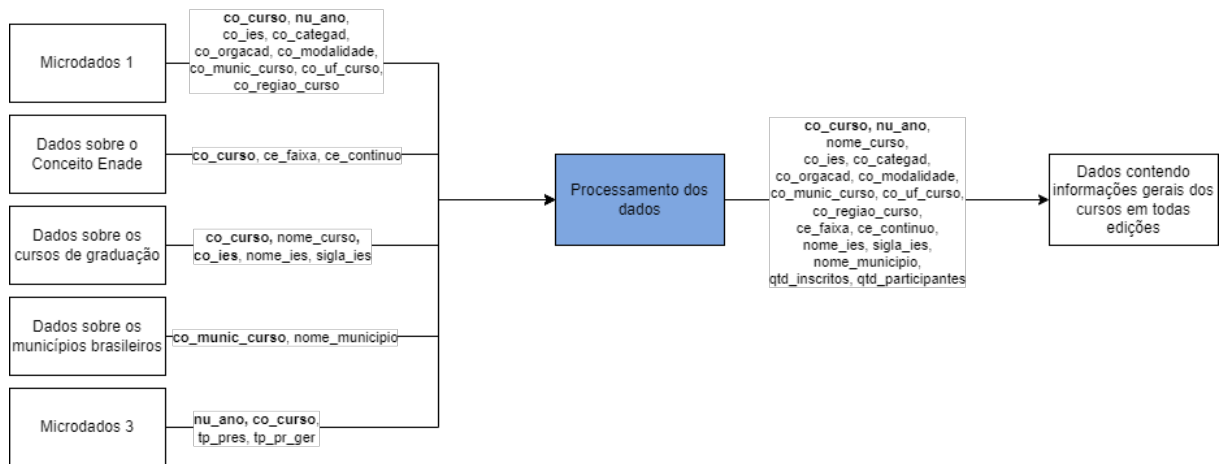 Microdados 1
co_curso, nu_ano,
co_ies, co_categad,
co_orgacad, co_modalidade,
co_munic_curso, co_uf_curso,
co_regiao_curso
Dados sobre o
Conceito Enade
co_curso, ce_faixa, ce_continuo
Dados sobre os
cursos de graduação
co_curso, nome_curso,
co_ies, nome_ies, sigla_ies
Dados sobre os
municípios brasileiros
co_munic_curso, nome_municipio
Microdados 3
nu_ano, co_curso,
tp_pres, tp_pr_ger
Processamento dos
dados
co_curso, nu_ano,
nome_curso,
co_ies, co_categad,
co_orgacad, co_modalidade,
co_munic_curso, co_uf_curso,
co_regiao_curso,
ce_faixa, ce_continuo,
nome_ies, sigla_ies,
nome_municipio,
qtd_inscritos, qtd_participantes
Dados contendo
informações gerais dos
cursos em todas
edições